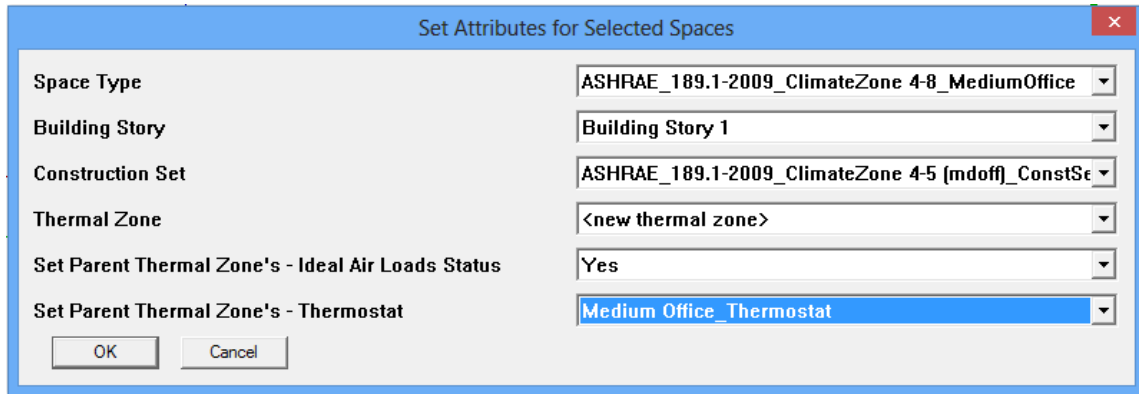 Set Attributes for Selected Spaces
Space Type ASHRAE_189.1-2009_ClimateZone 4-8_MediumOffice
Building Story Building Story 1
Construction Set ASHRAE_189.1-2009_ClimateZone 4-5 (mdoff)_ConstSe
Thermal Zone <new thermal zone>
Set Parent Thermal Zone's - Ideal Air Loads Status Yes
Set Parent Thermal Zone's - Thermostat Medium Office_Thermostat
OK Cancel